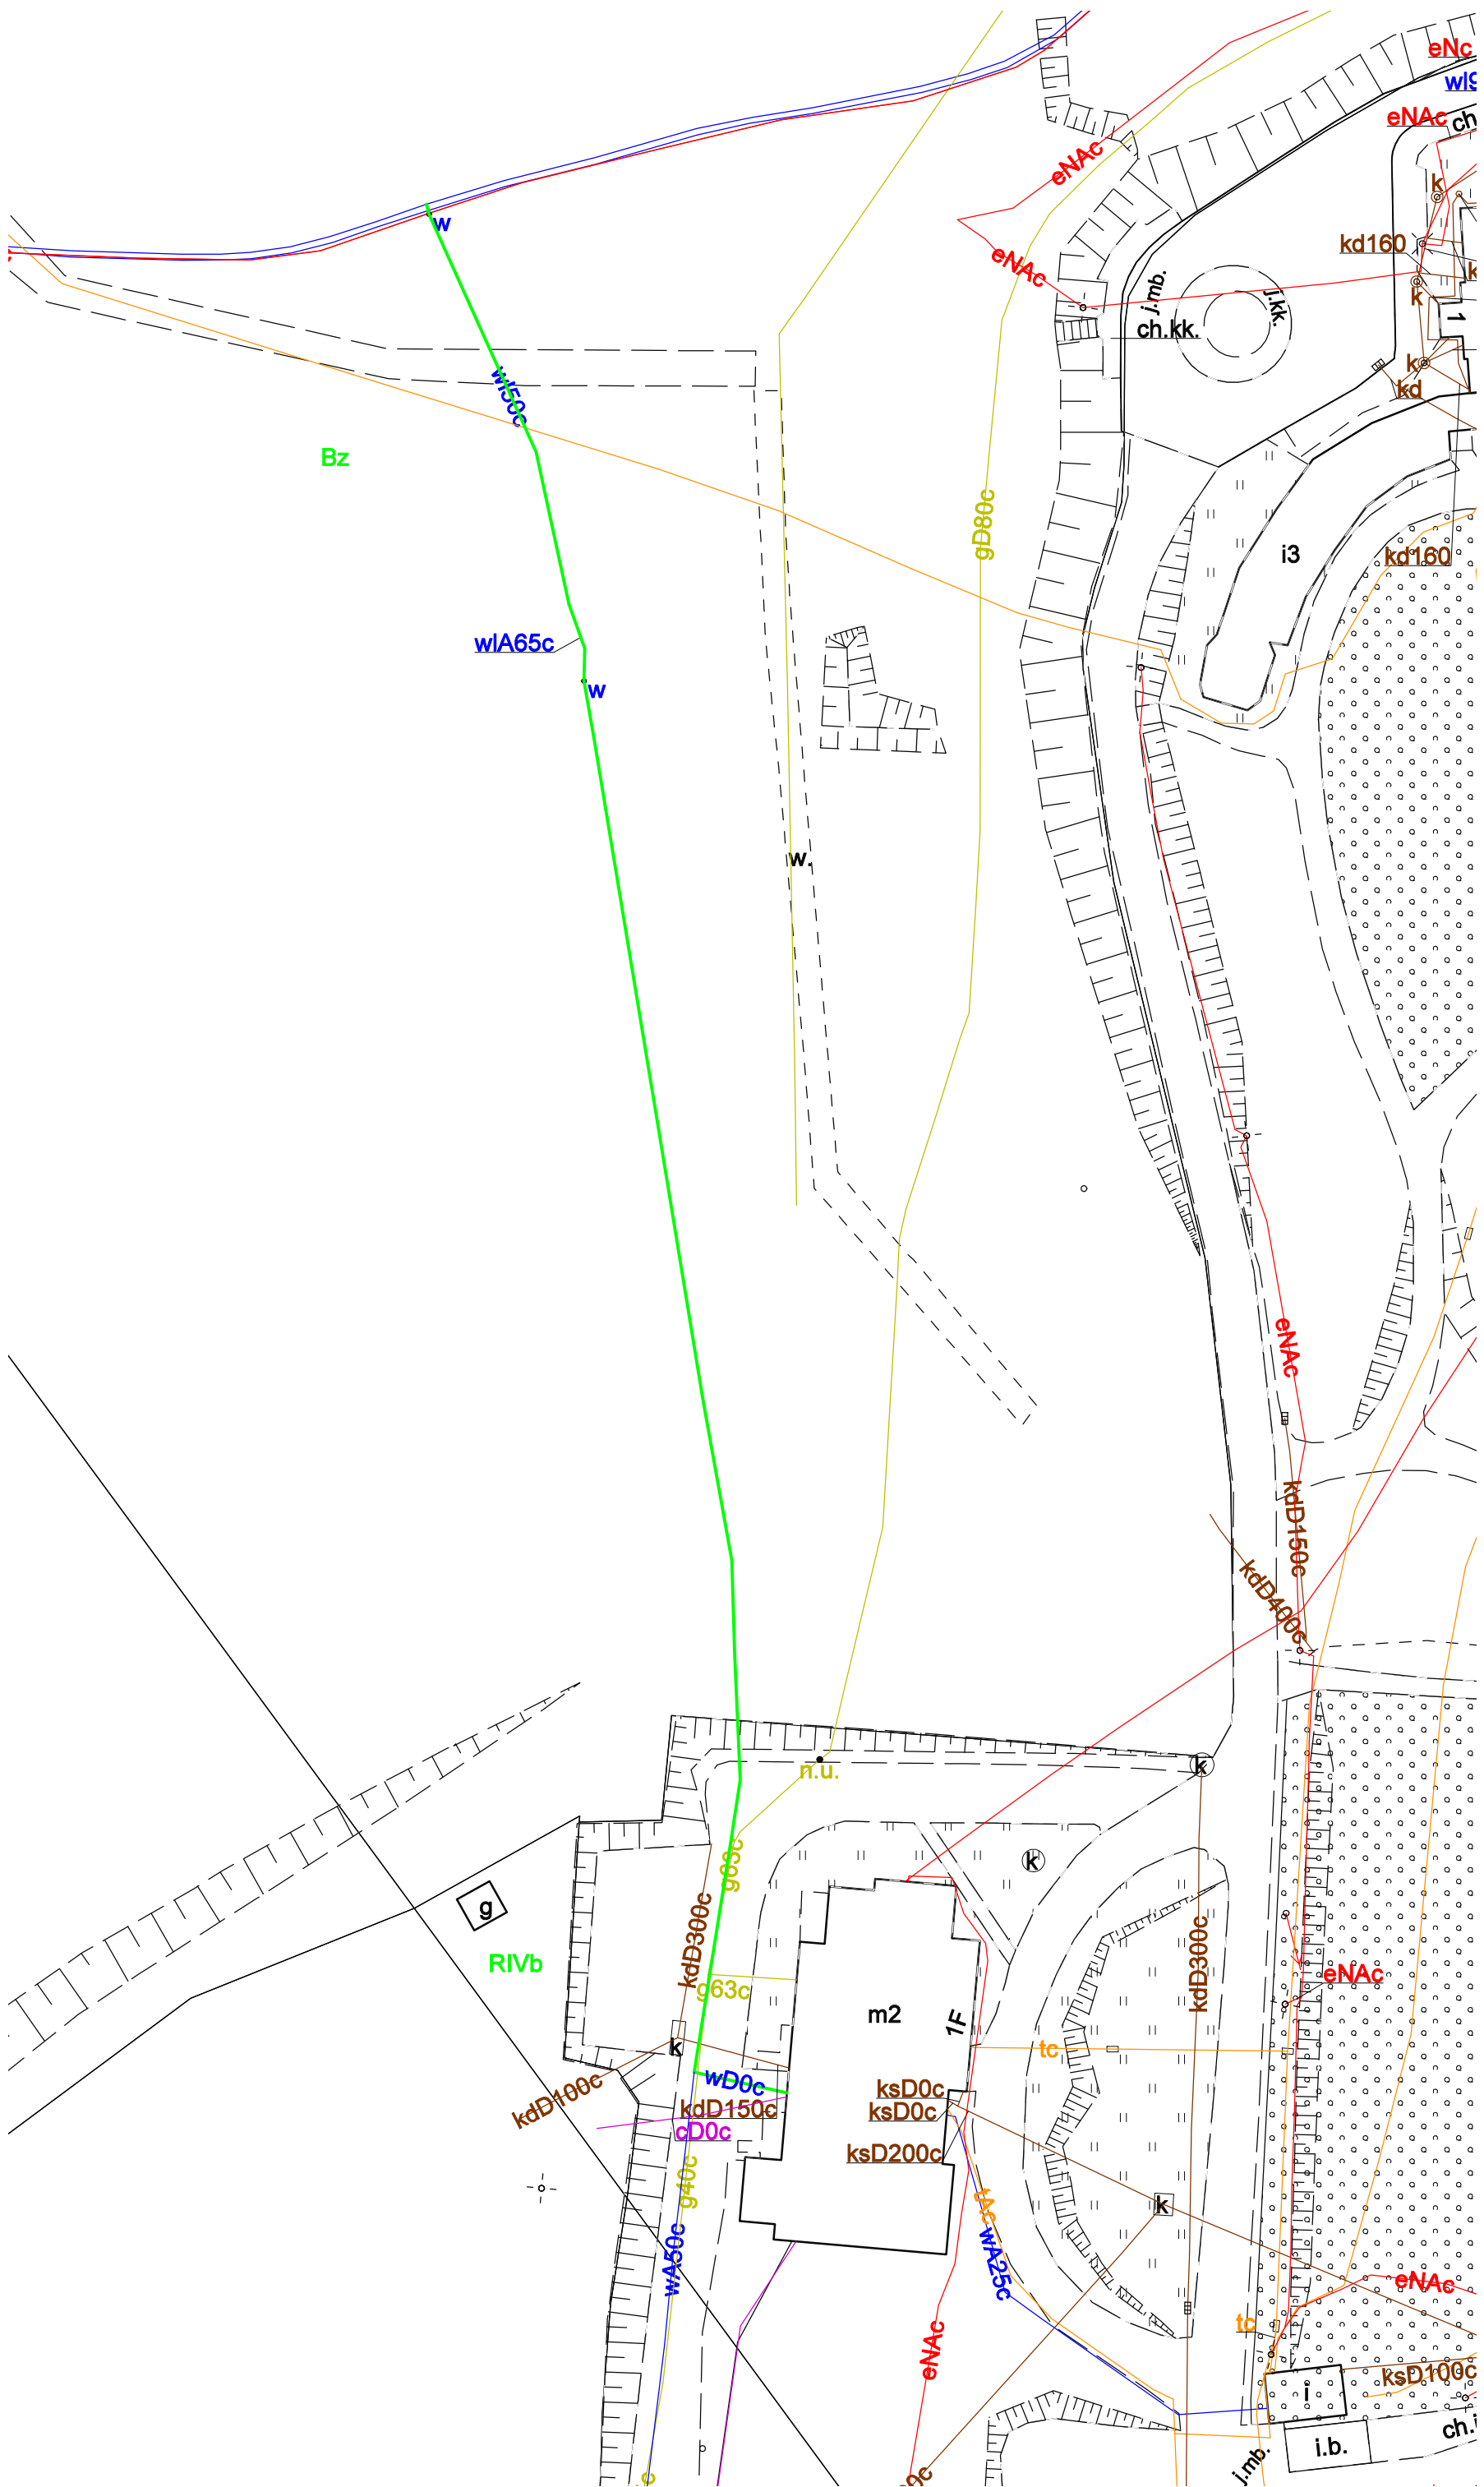 eNc
wl9
eNAc
ch
eNAc
k
w
kd160
eNAc
k
k
j.mb.
j.kk.
1
ch.kk.
k
kd
wl50c
Bz
gD80c
i3
kd160
wlA65c
w
w.
eNAc
kdD150c
kdD400c
n.u.
k
k
g63c
g
kdD300c
kdD300c
RIVb
eNAc
g63c
m2
1F
k
tc
wD0c
kdD100c
ksD0c
kdD150c
ksD0c
cD0c
ksD200c
g40c
k
tAc
wA50c
wA25c
eNAc
tc
eNAc
ksD100c
i
j.mb.
i.b.
ch.i
0c
c